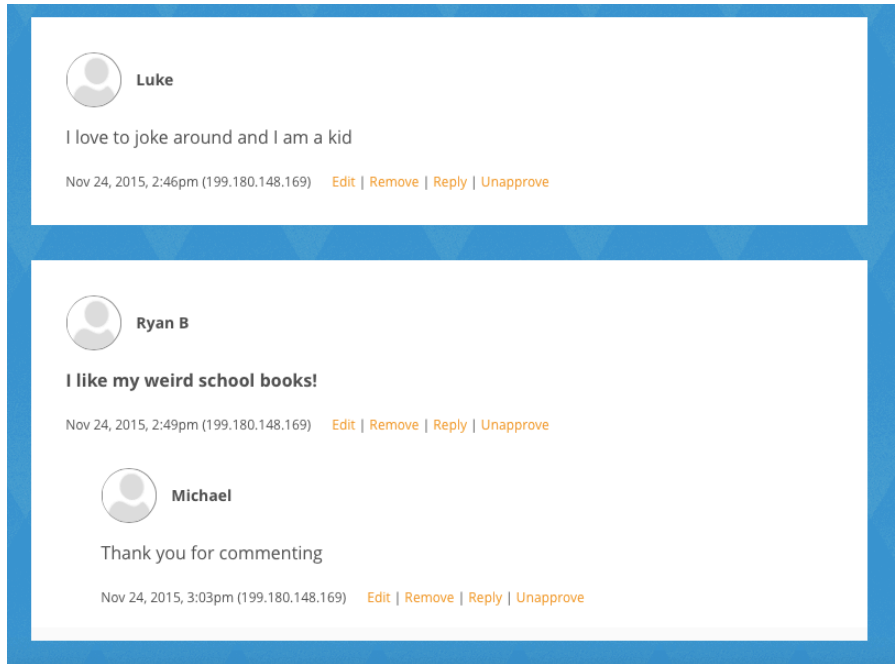 Luke
I love to joke around and I am a kid
Nov 24, 2015, 2:46pm (199.180.148.169) Edit | Remove | Reply | Unapprove
Ryan B
I like my weird school books!
Nov 24, 2015, 2:49pm (199.180.148.169) Edit | Remove | Reply | Unapprove
Michael
Thank you for commenting
Nov 24, 2015, 3:03pm (199.180.148.169) Edit | Remove | Reply | Unapprove